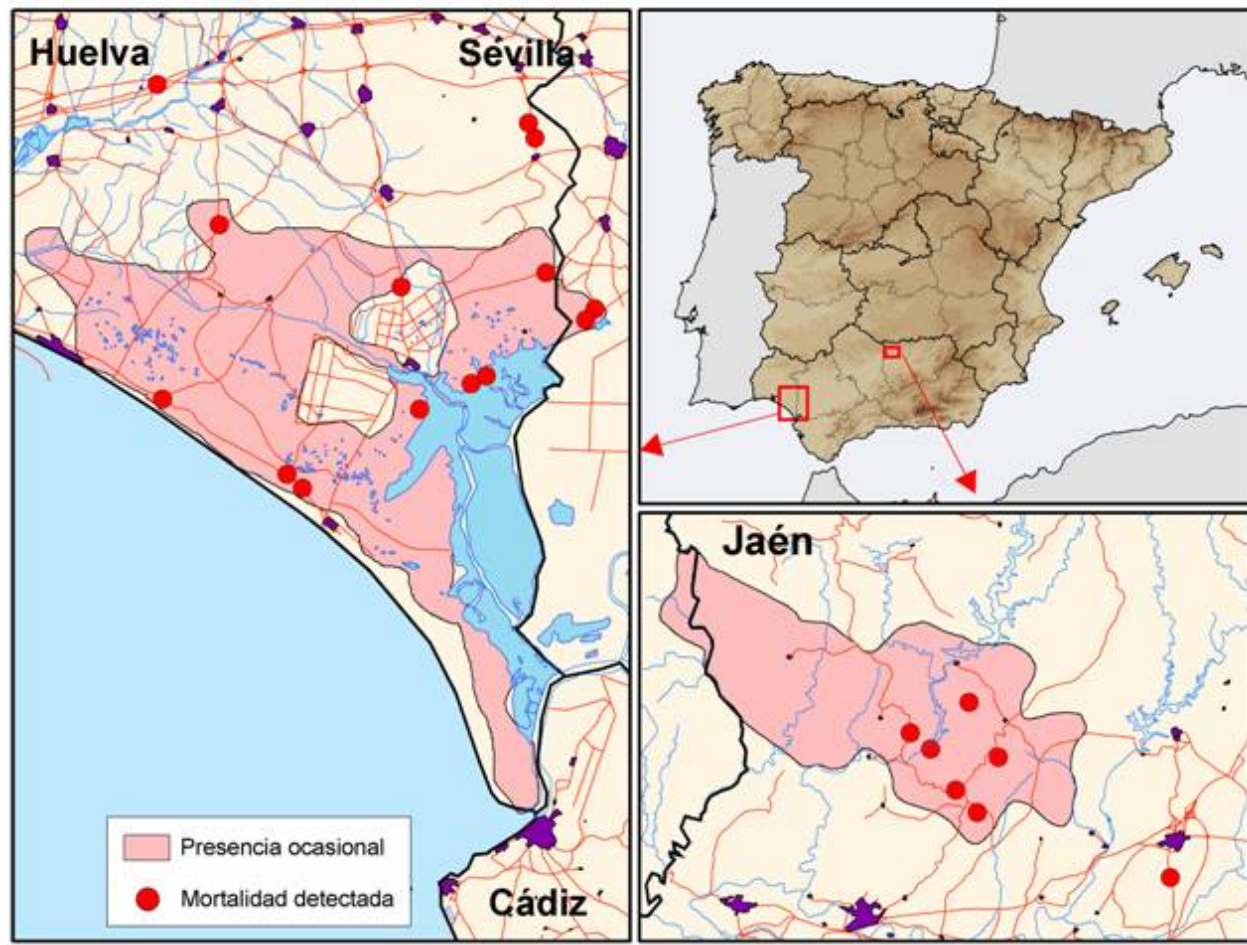 Huelva
Sevilla
Presencia ocasional
Mortalidad detectada
Cádiz
Jaén